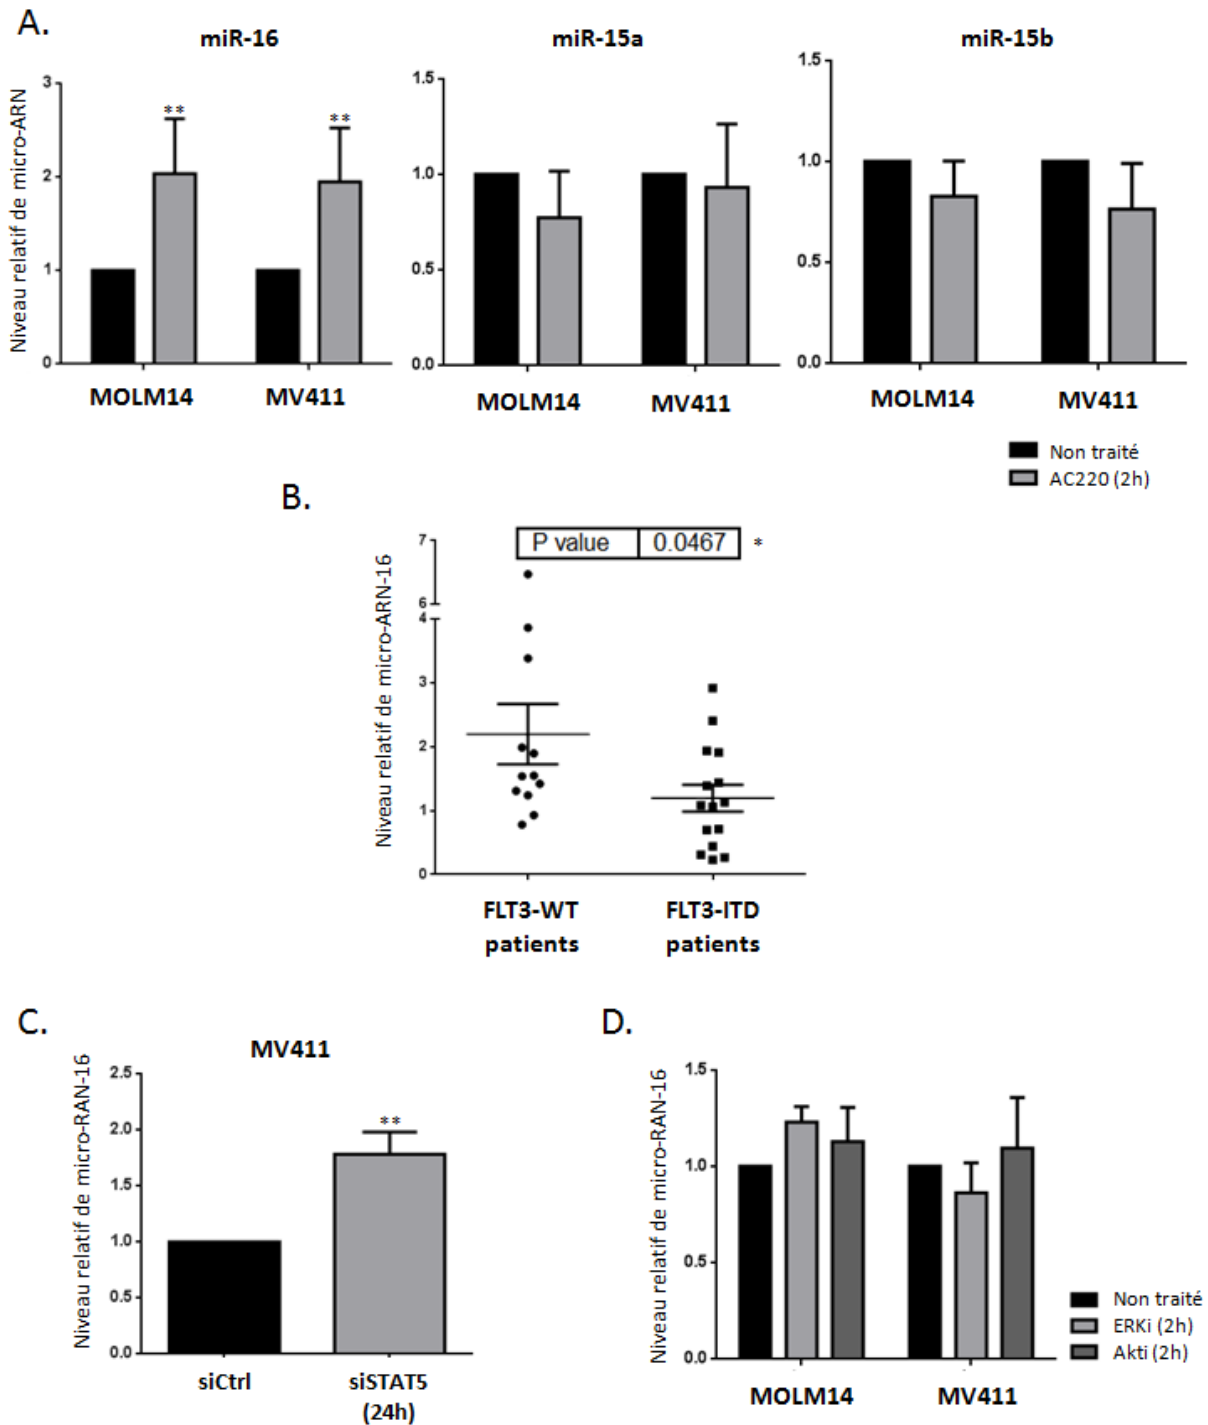 A.
miR-16
miR-15a
miR-15b
Niveau relatif de micro-ARN
3
2
1
0
**
**
MOLM14
MV411
1.5
1.0
0.5
0.0
MOLM14
MV411
1.5
1.0
0.5
0.0
MOLM14
MV411
Non traité
AC220 (2h)
B.
Niveau relatif de micro-ARN-16
P value 0.0467 *
7
6
4
3
2
1
0
FLT3-WT
patients
FLT3-ITD
patients
C.
MV411
Niveau relatif de micro-RAN-16
2.5
2.0
1.5
1.0
0.5
0.0
**
siCtrl
siSTAT5
(24h)
D.
Niveau relatif de micro-RAN-16
1.5
1.0
0.5
0.0
MOLM14
MV411
Non traité
ERKi (2h)
Akti (2h)